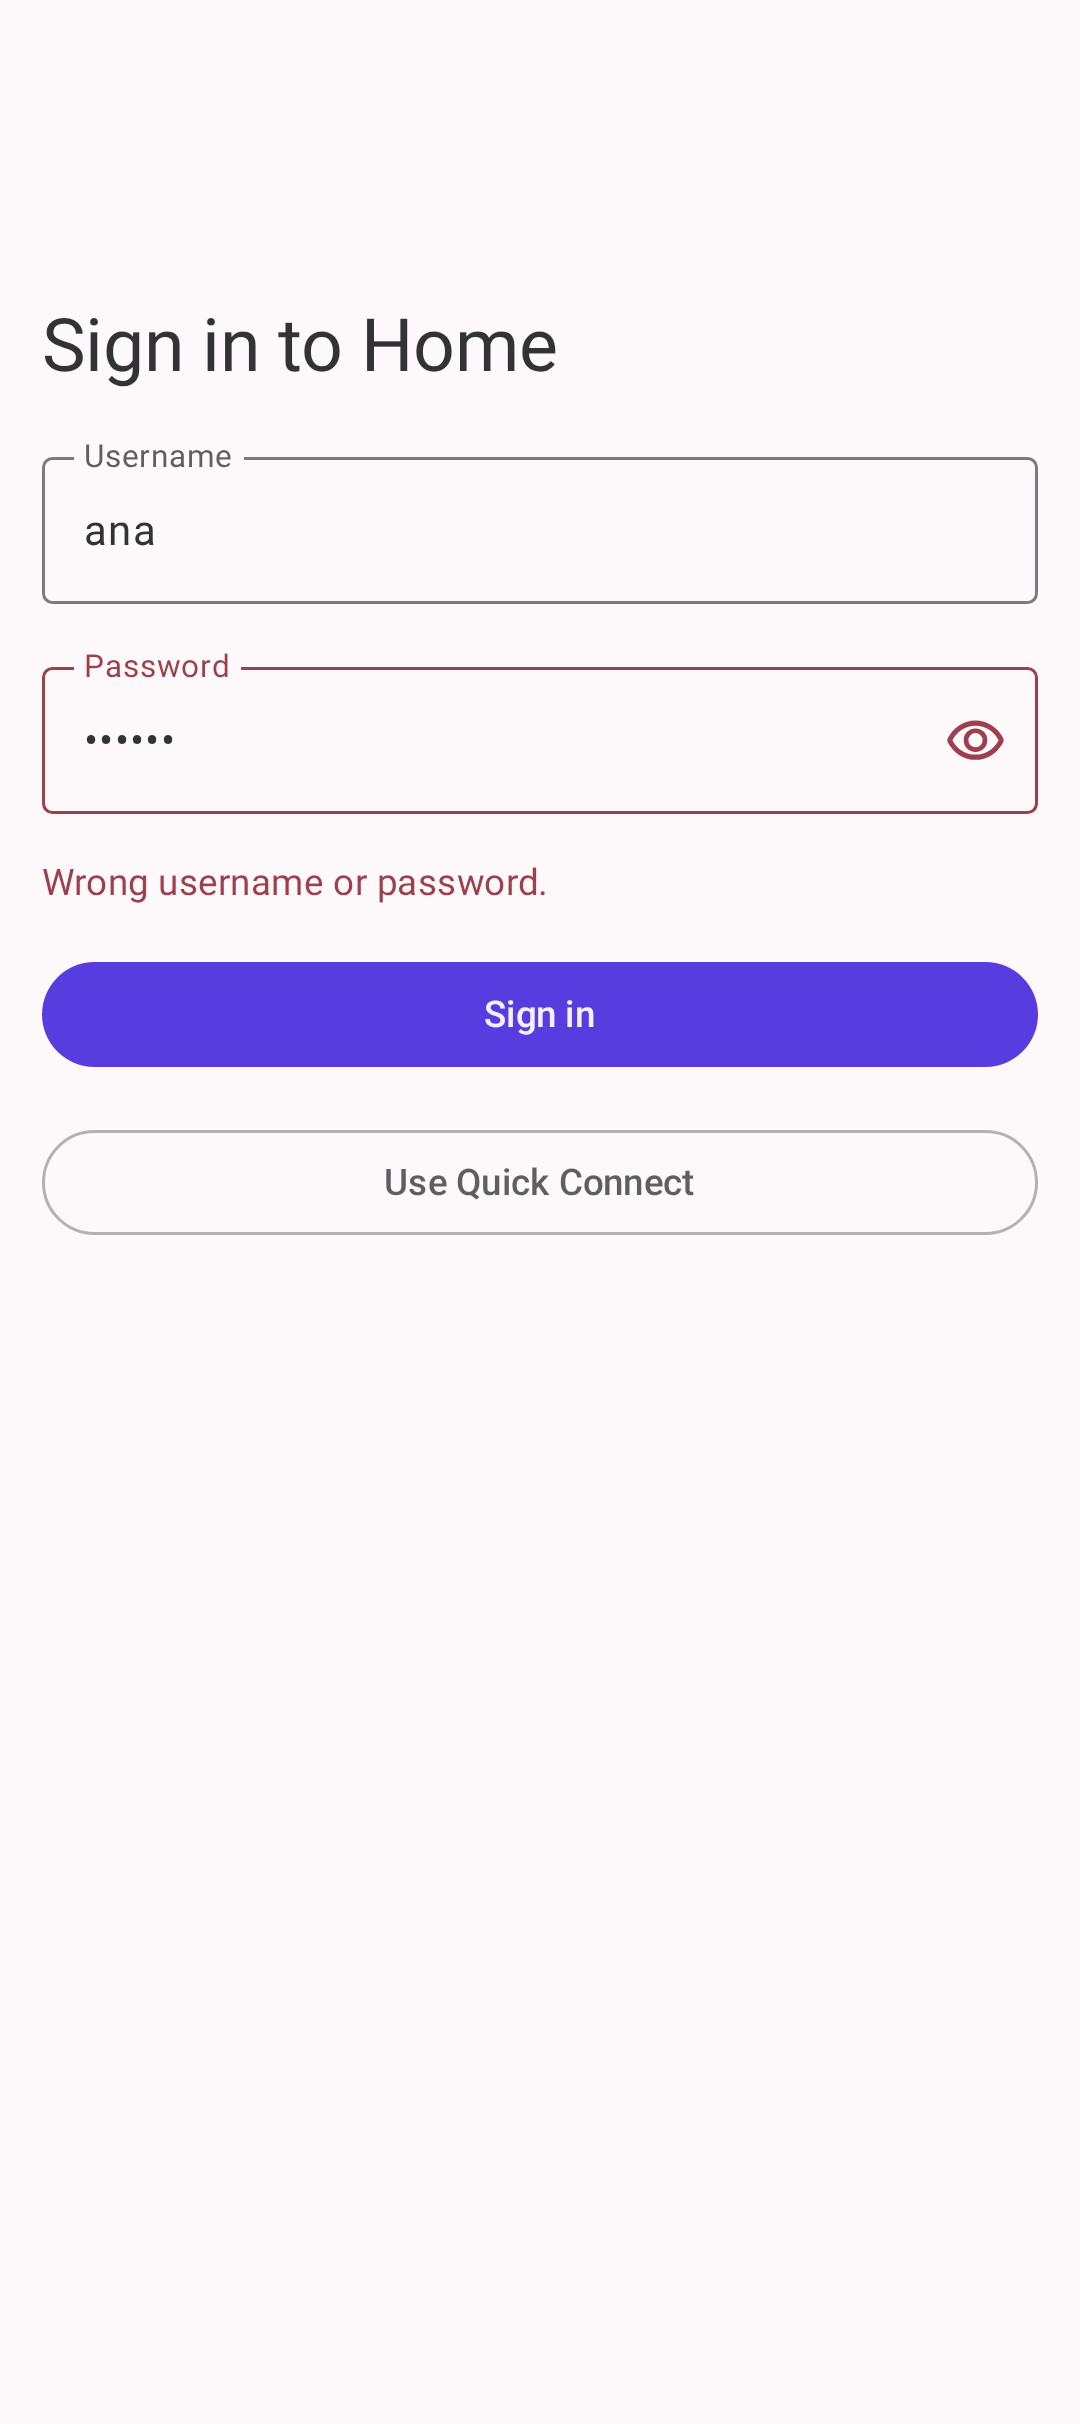 Sign in to Home
Username
ana
Password
••••••
Wrong username or password.
Sign in
Use Quick Connect